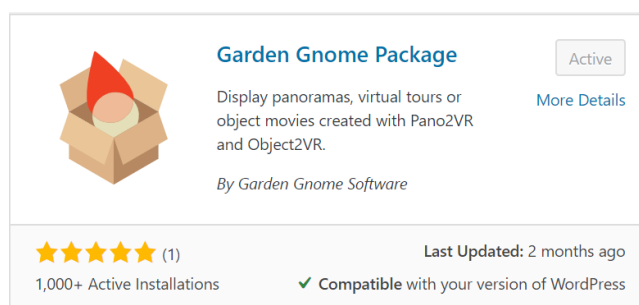 Garden Gnome Package
Active
Display panoramas, virtual tours or
More Details
object movies created with Pano2VR
and Object2VR.
By Garden Gnome Software
(1)
Last Updated: 2 months ago
1,000+ Active Installations
Compatible with your version of WordPress